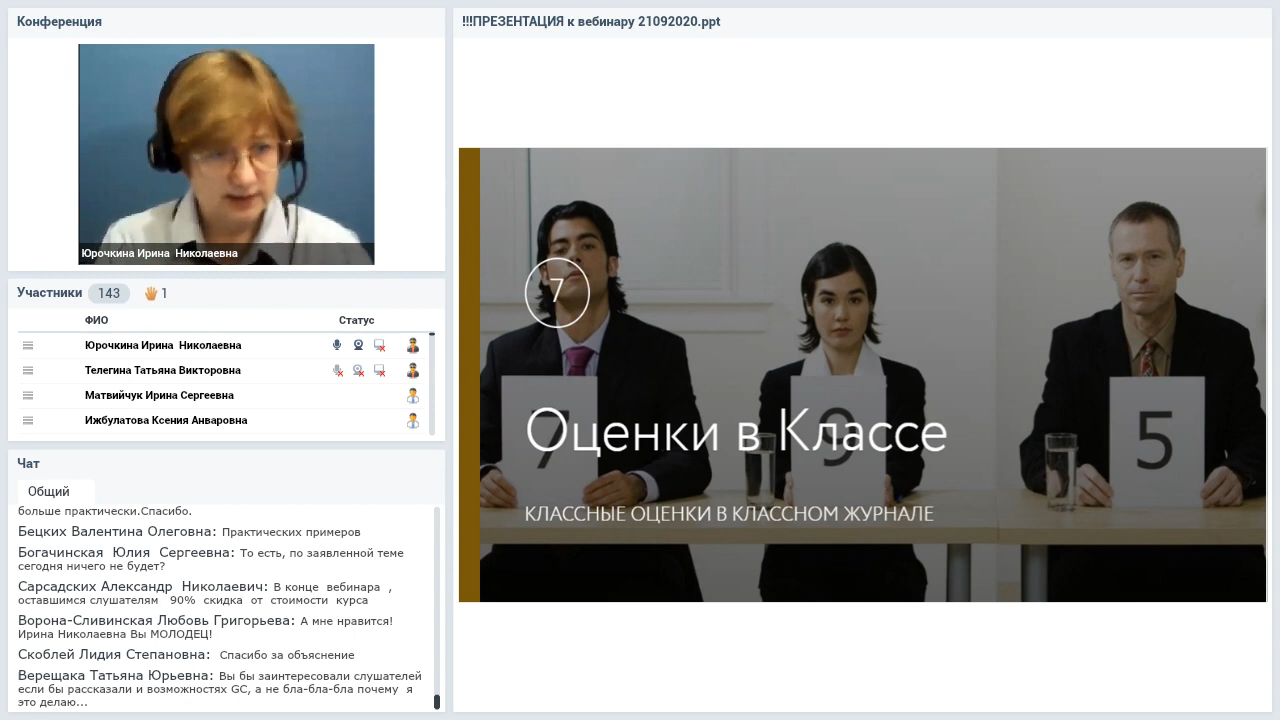 Конференция
Юрочкина Ирина  Николаевна
Участники 143 1
ФИО Статус
Юрочкина Ирина  Николаевна
Телегина Татьяна Викторовна
Матвийчук Ирина Сергеевна
Ижбулатова Ксения Анваровна
Чат
Общий
больше практически.Спасибо.
Бецких Валентина Олеговна: Практических примеров
Богачинская  Юлия  Сергеевна: То есть, по заявленной теме
сегодня ничего не будет?
Сарсадских Александр  Николаевич: В конце  вебинара  ,
оставшимся слушателям   90%  скидка  от  стоимости  курса
Ворона-Сливинская Любовь Григорьева: А мне нравится!
Ирина Николаевна Вы МОЛОДЕЦ!
Скоблей Лидия Степановна:  Спасибо за объяснение
Верещака Татьяна Юрьевна: Вы бы заинтересовали слушателей
если бы рассказали и возможностях GC, а не бла-бла-бла почему  я
это делаю...
!!!ПРЕЗЕНТАЦИЯ к вебинару 21092020.ppt
7
7 9 5
Оценки в Классе
КЛАССНЫЕ ОЦЕНКИ В КЛАССНОМ ЖУРНАЛЕ